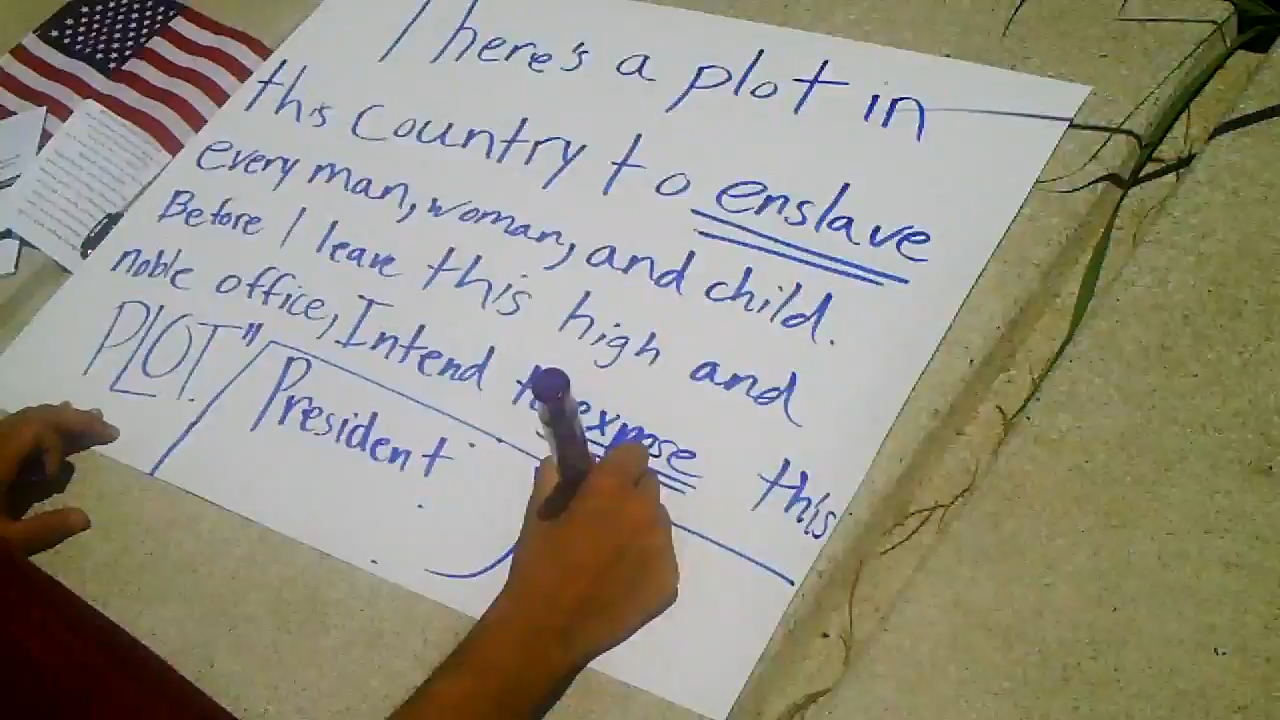 There's a plot in
this Country to enslave
every man, woman, and child.
Before I leave this high and
noble office, I intend to expose this
PLOT."
President